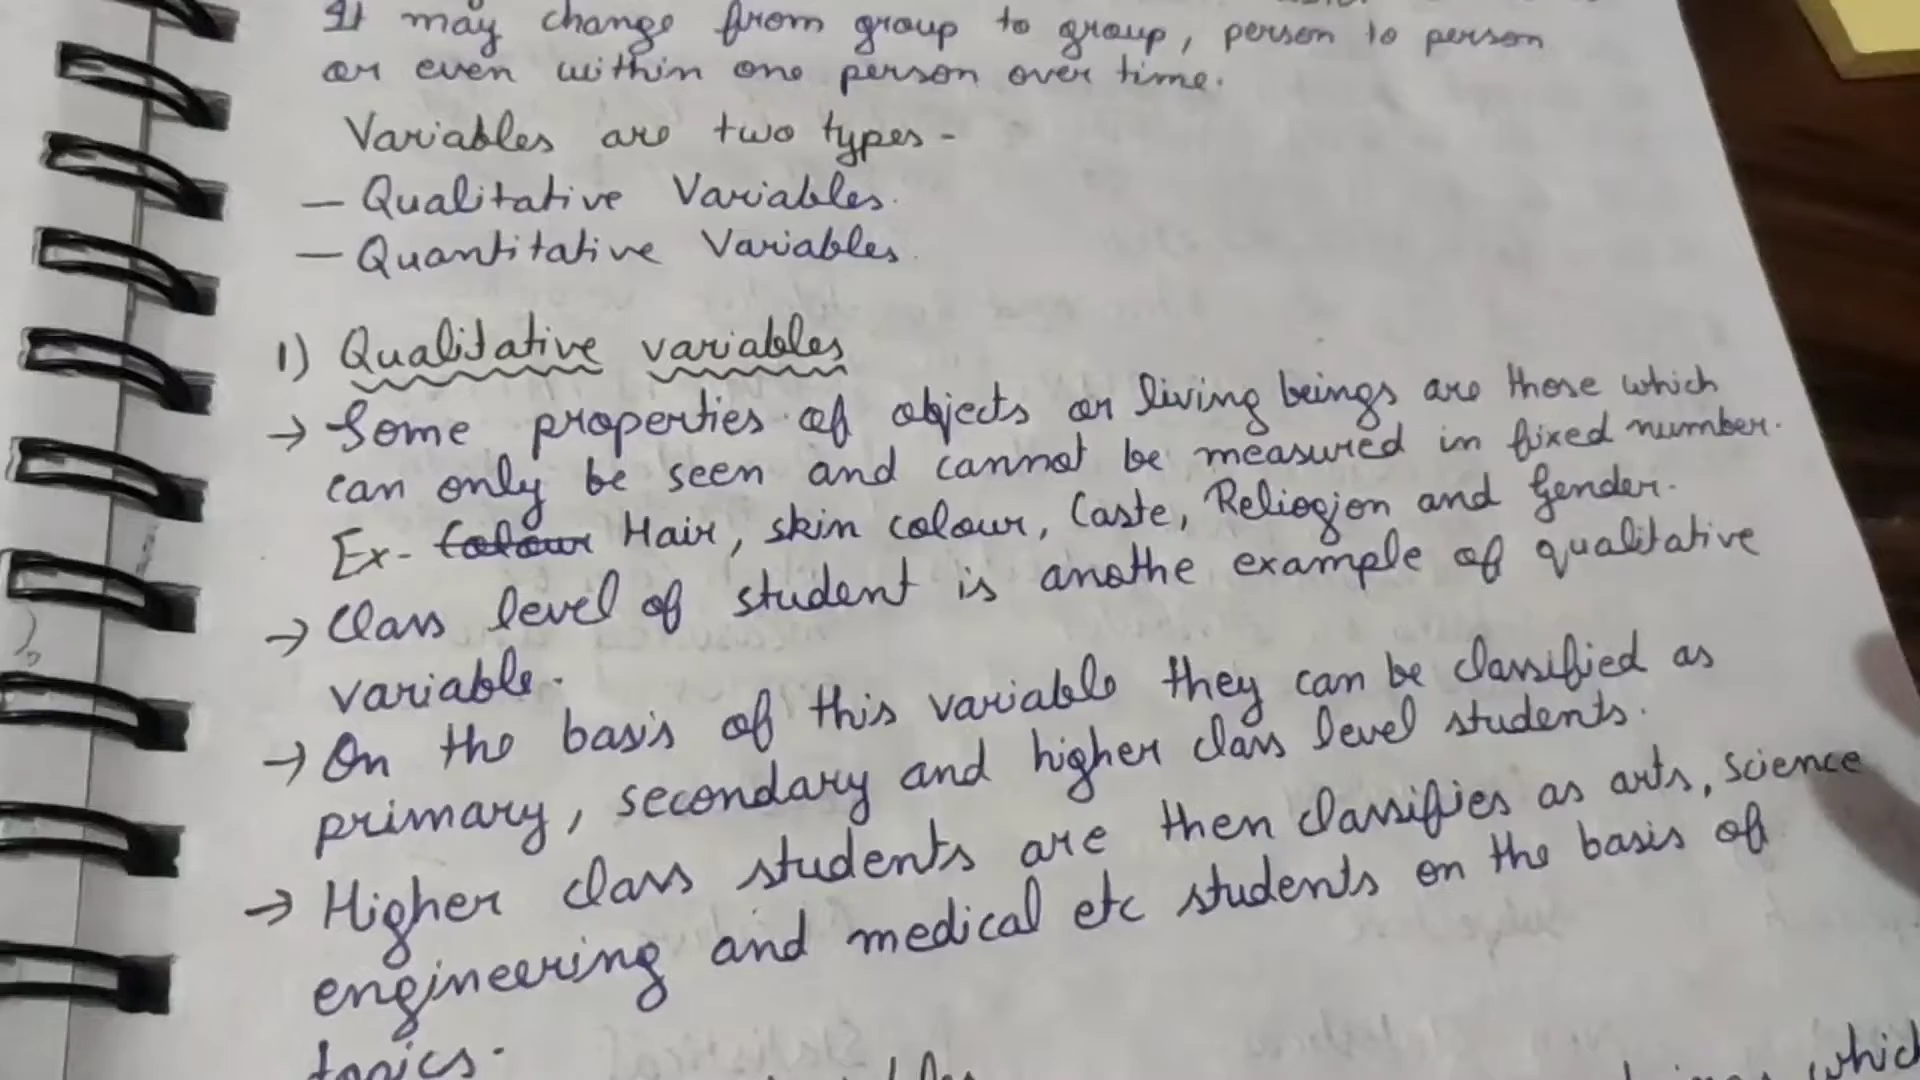 It may change from group to group, person to person
or even within one person over time.
Variables are two types -
— Qualitative Variables.
— Quantitative Variables.
1) Qualitative variables
→ Some properties of objects or living beings are those which
can only be seen and cannot be measured in fixed number.
Ex- Colour Hair, skin colour, Caste, Reliogion and Gender.
→ Class level of student is anothe example of qualitative
variable.
→ On the basis of this variable they can be classified as
primary, secondary and higher class level students.
→ Higher class students are then classifies as arts, science
engineering and medical etc students on the basis of
topics.
which